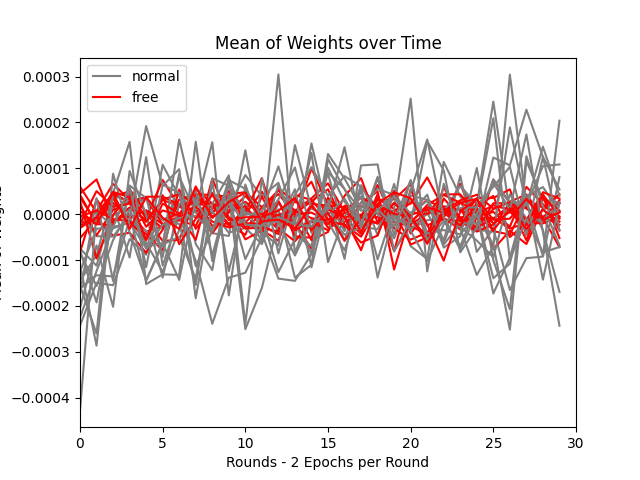 Mean of Weights over Time
normal
free
0.0003
0.0002
0.0001
0.0000
−0.0001
−0.0002
−0.0003
−0.0004
0 5 10 15 20 25 30
Rounds - 2 Epochs per Round